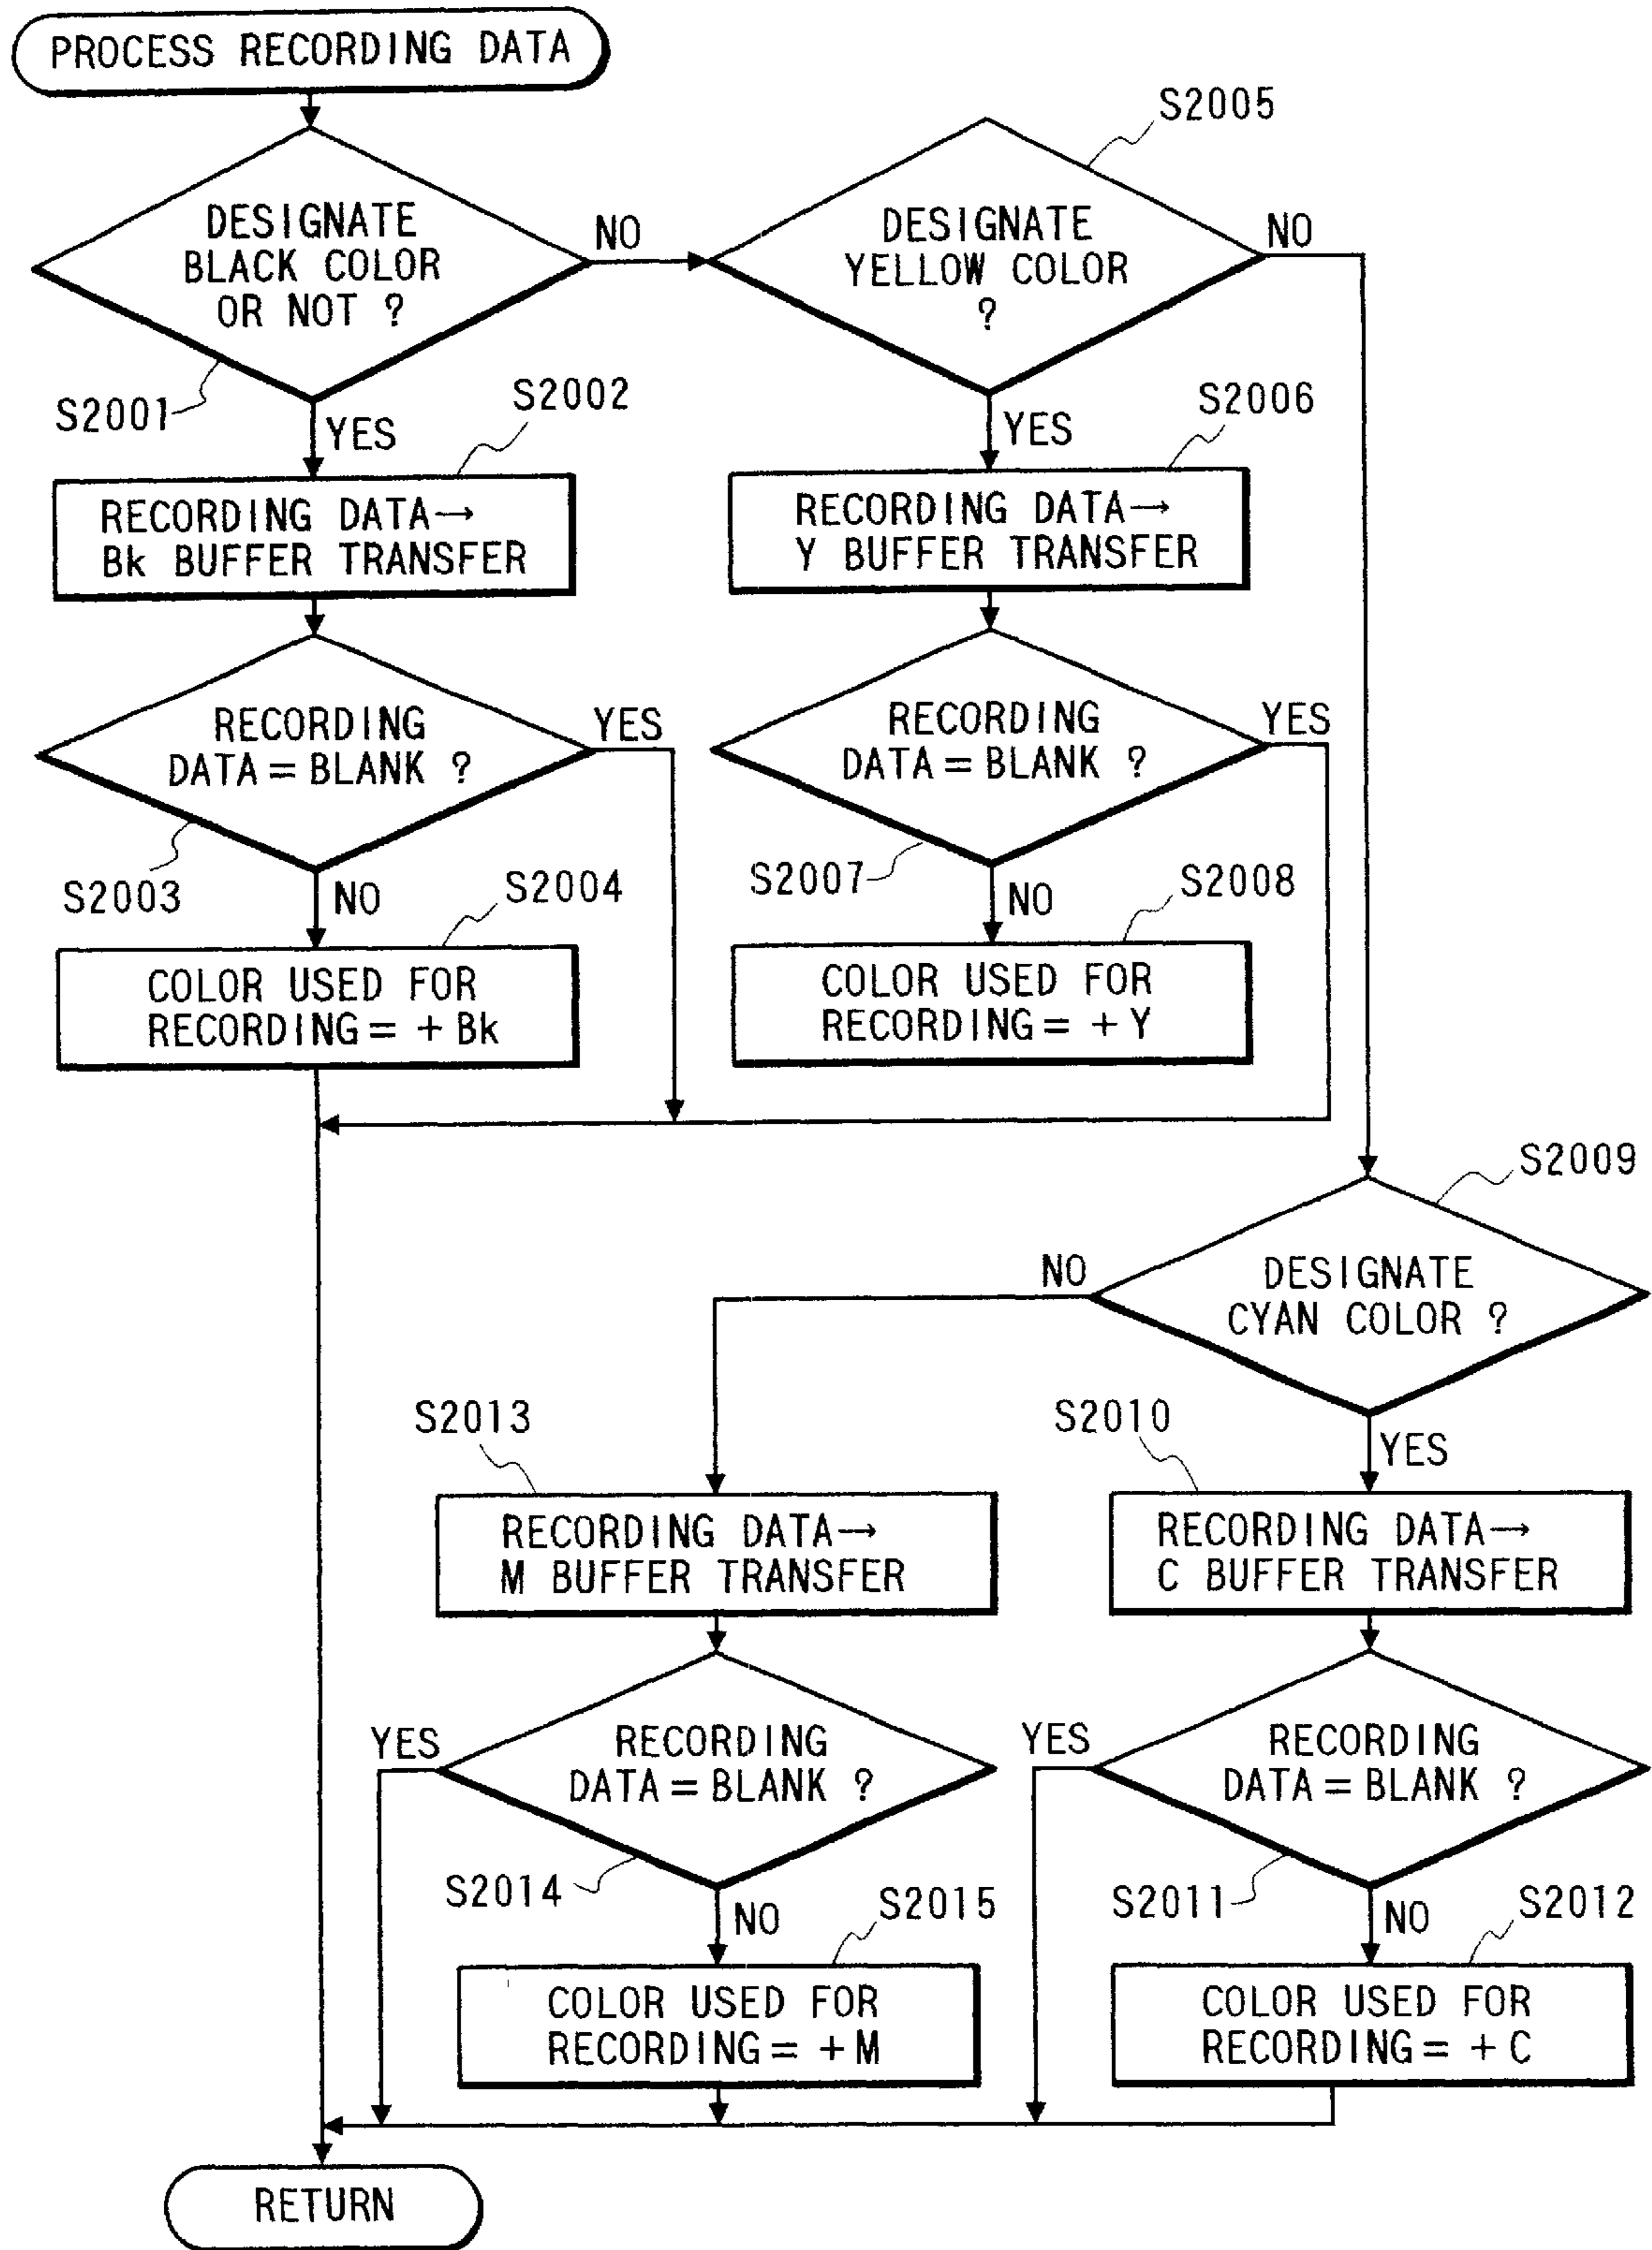 PROCESS RECORDING DATA
S2005
DESIGNATE
BLACK COLOR
OR NOT ?
NO
DESIGNATE
YELLOW COLOR
?
NO
S2001
YES
S2002
YES
S2006
RECORDING DATA→
Bk BUFFER TRANSFER
RECORDING DATA→
Y BUFFER TRANSFER
RECORDING
DATA = BLANK ?
YES
RECORDING
DATA = BLANK ?
YES
S2003
NO
S2004
S2007
NO
S2008
COLOR USED FOR
RECORDING = + Bk
COLOR USED FOR
RECORDING = + Y
S2009
NO
DESIGNATE
CYAN COLOR ?
S2013
S2010
YES
RECORDING DATA→
M BUFFER TRANSFER
RECORDING DATA→
C BUFFER TRANSFER
YES
RECORDING
DATA = BLANK ?
YES
RECORDING
DATA = BLANK ?
S2014
NO
S2015
S2011
NO
S2012
COLOR USED FOR
RECORDING = + M
COLOR USED FOR
RECORDING = + C
RETURN